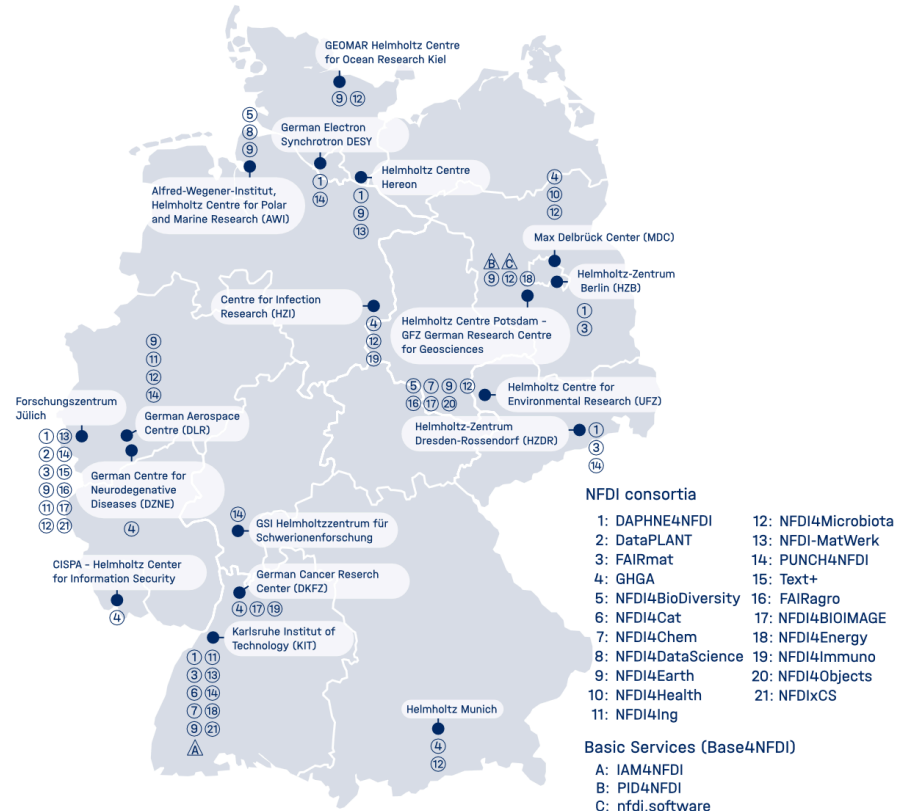 GEOMAR Helmholtz Centre
for Ocean Research Kiel
9 12
5
8
9
German Electron
Synchrotron DESY
1
14
Helmholtz Centre
Hereon
1
9
13
Alfred-Wegener-Institut,
Helmholtz Centre for Polar
and Marine Research (AWI)
4
10
12
Max Delbrück Center (MDC)
B C
9 12 18
Helmholtz-Zentrum
Berlin (HZB)
1
3
Centre for Infection
Research (HZI)
4
12
19
Helmholtz Centre Potsdam -
GFZ German Research Centre
for Geosciences
9
11
12
14
5 7 9 12
16 17 20
Helmholtz Centre for
Environmental Research (UFZ)
Forschungszentrum
Jülich
1 13
2 14
3 15
9 16
11 17
12 21
German Aerospace
Centre (DLR)
Helmholtz-Zentrum
Dresden-Rossendorf (HZDR)
1
3
14
German Centre for
Neurodegenative
Diseases (DZNE)
4
14
GSI Helmholtzzentrum für
Schwerionenforschung
CISPA - Helmholtz Center
for Information Security
4
German Cancer Reserch
Center (DKFZ)
4 17 19
Karlsruhe Institut of
Technology (KIT)
1 11
3 13
6 14
7 18
9 21
A
Helmholtz Munich
4
12
NFDI consortia
1: DAPHNE4NFDI
2: DataPLANT
3: FAIRmat
4: GHGA
5: NFDI4BioDiversity
6: NFDI4Cat
7: NFDI4Chem
8: NFDI4DataScience
9: NFDI4Earth
10: NFDI4Health
11: NFDI4Ing
12: NFDI4Microbiota
13: NFDI-MatWerk
14: PUNCH4NFDI
15: Text+
16: FAIRagro
17: NFDI4BIOIMAGE
18: NFDI4Energy
19: NFDI4Immuno
20: NFDI4Objects
21: NFDIxCS
Basic Services (Base4NFDI)
A: IAM4NFDI
B: PID4NFDI
C: nfdi.software